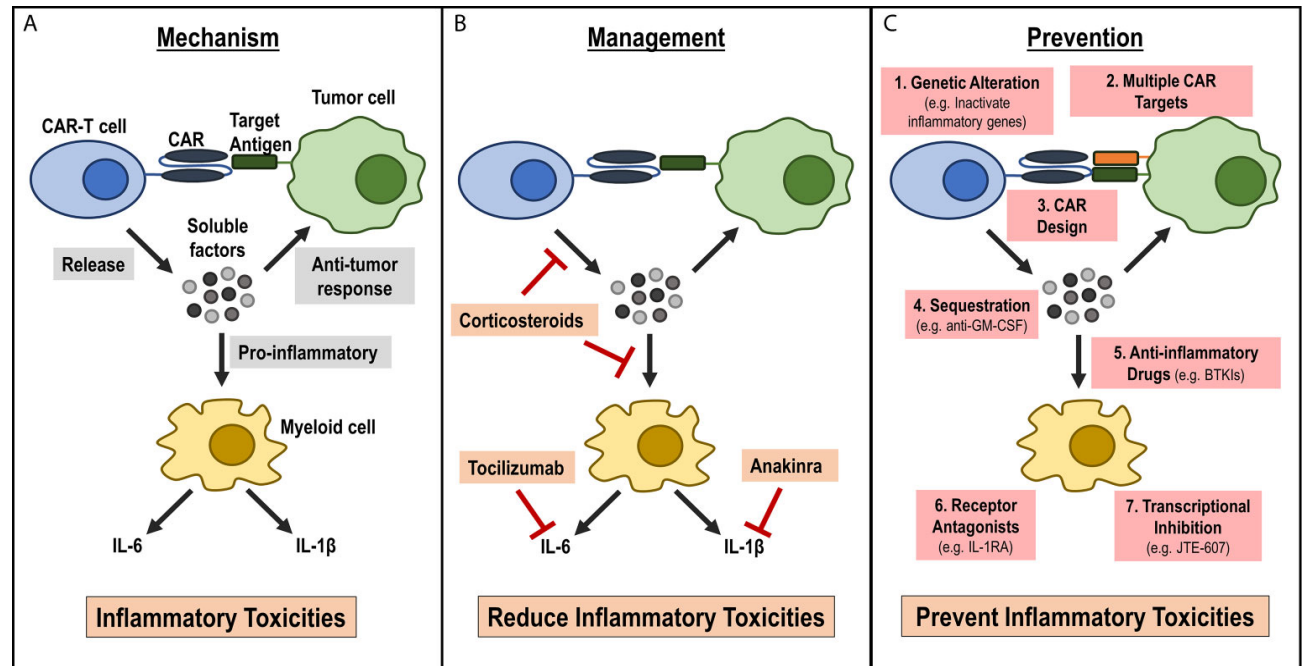 A
Mechanism
CAR-T cell
CAR
Target
Antigen
Tumor cell
Release
Soluble
factors
Anti-tumor
response
Pro-inflammatory
Myeloid cell
IL-6
IL-1β
Inflammatory Toxicities
B
Management
Corticosteroids
Tocilizumab
Anakinra
IL-6
IL-1β
Reduce Inflammatory Toxicities
C
Prevention
1. Genetic Alteration
(e.g. Inactivate
inflammatory genes)
2. Multiple CAR
Targets
3. CAR
Design
4. Sequestration
(e.g. anti-GM-CSF)
5. Anti-inflammatory
Drugs (e.g. BTKIs)
6. Receptor
Antagonists
(e.g. IL-1RA)
7. Transcriptional
Inhibition
(e.g. JTE-607)
Prevent Inflammatory Toxicities